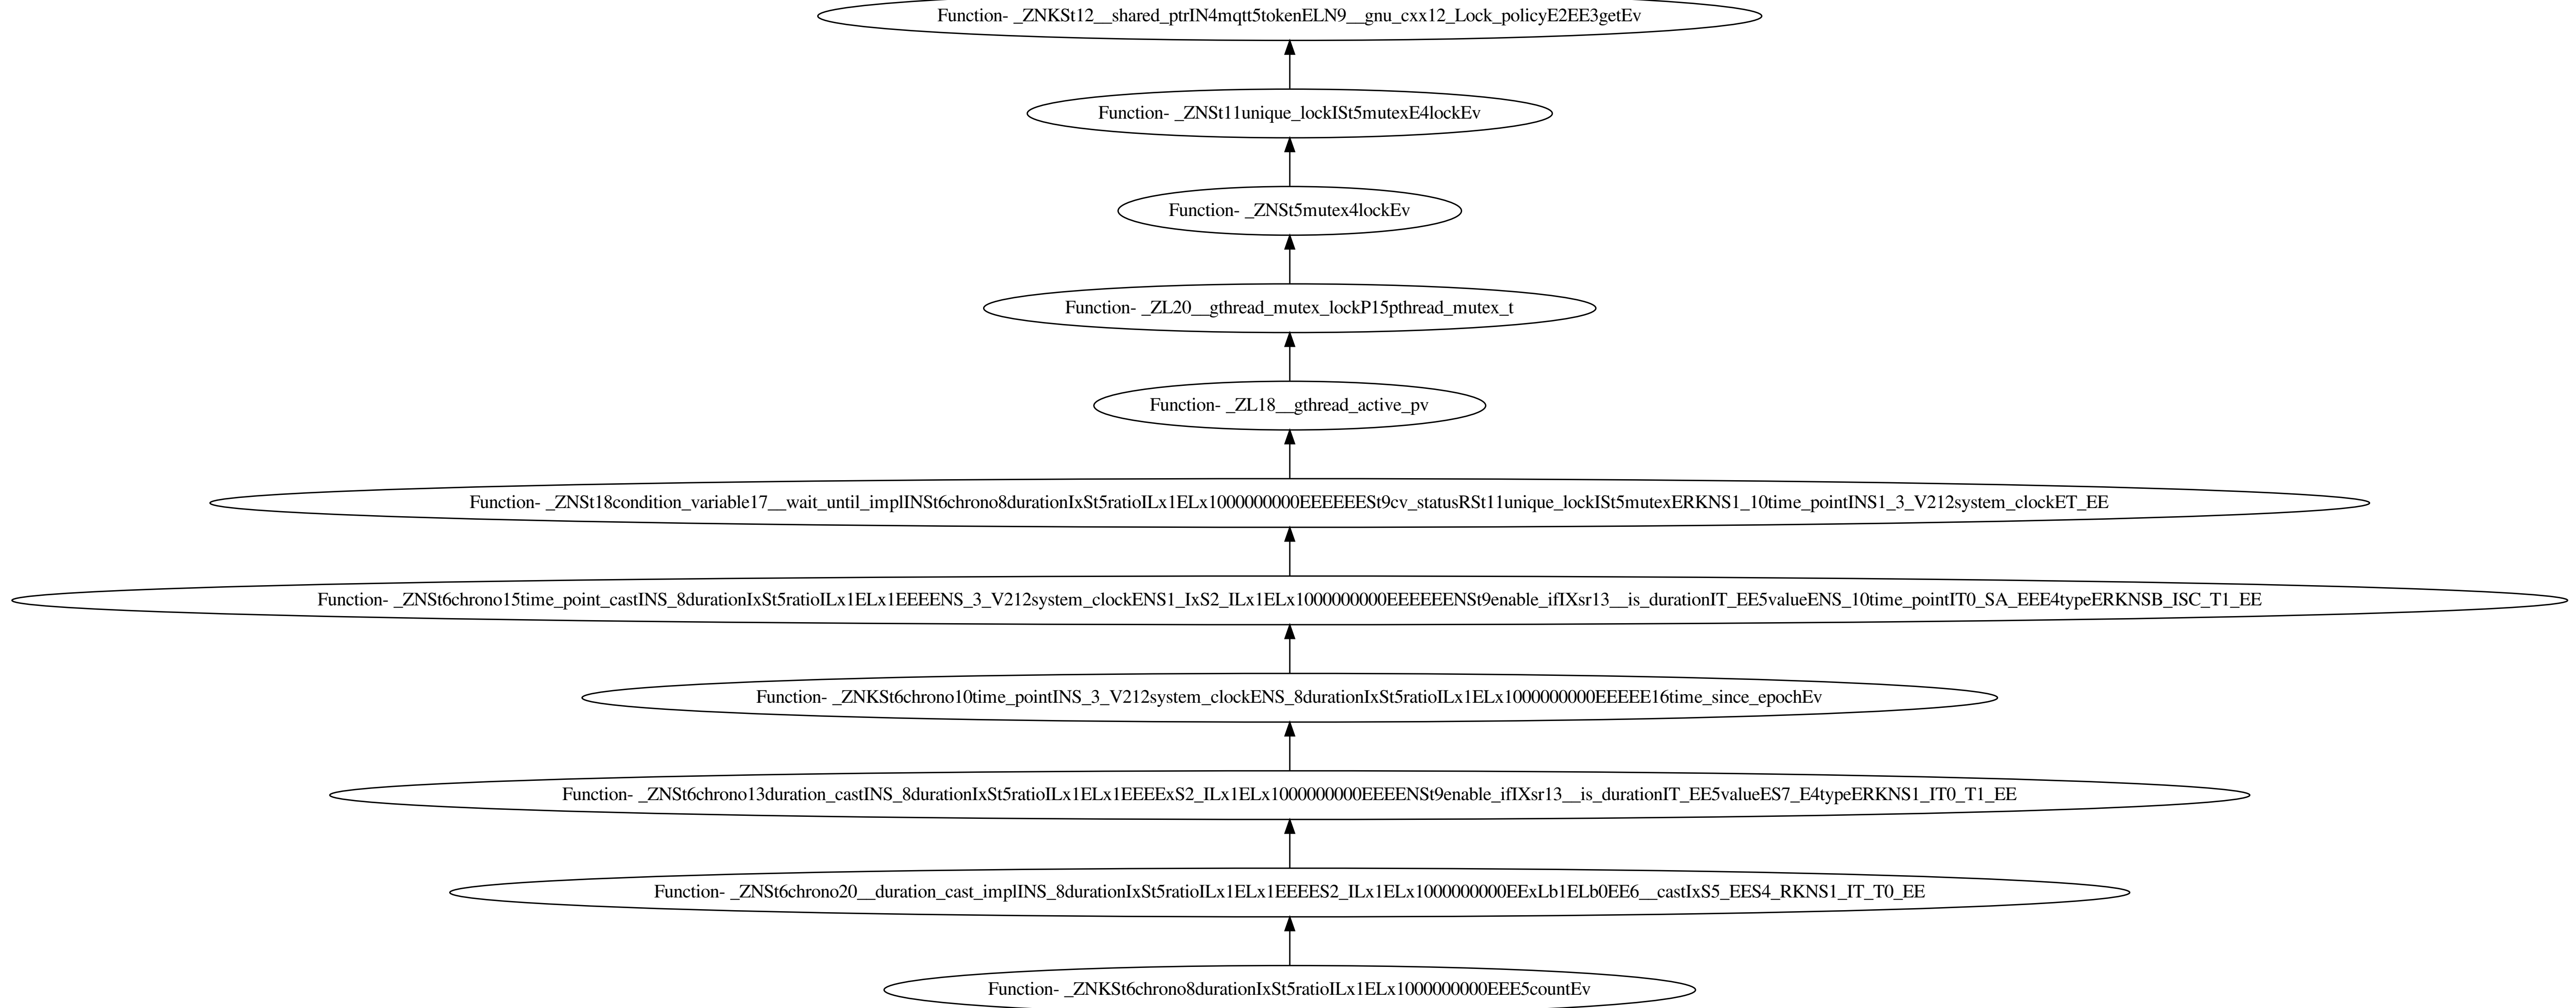 Function- _ZNKSt12__shared_ptrIN4mqtt5tokenELN9__gnu_cxx12_Lock_policyE2EE3getEv
Function- _ZNSt11unique_lockISt5mutexE4lockEv
Function- _ZNSt5mutex4lockEv
Function- _ZL20__gthread_mutex_lockP15pthread_mutex_t
Function- _ZL18__gthread_active_pv
Function- _ZNSt18condition_variable17__wait_until_implINSt6chrono8durationIxSt5ratioILx1ELx1000000000EEEEEESt9cv_statusRSt11unique_lockISt5mutexERKNS1_10time_pointINS1_3_V212system_clockET_EE
Function- _ZNSt6chrono15time_point_castINS_8durationIxSt5ratioILx1ELx1EEEENS_3_V212system_clockENS1_IxS2_ILx1ELx1000000000EEEEEENSt9enable_ifIXsr13__is_durationIT_EE5valueENS_10time_pointIT0_SA_EEE4typeERKNSB_ISC_T1_EE
Function- _ZNKSt6chrono10time_pointINS_3_V212system_clockENS_8durationIxSt5ratioILx1ELx1000000000EEEEE16time_since_epochEv
Function- _ZNSt6chrono13duration_castINS_8durationIxSt5ratioILx1ELx1EEEExS2_ILx1ELx1000000000EEEENSt9enable_ifIXsr13__is_durationIT_EE5valueES7_E4typeERKNS1_IT0_T1_EE
Function- _ZNSt6chrono20__duration_cast_implINS_8durationIxSt5ratioILx1ELx1EEEES2_ILx1ELx1000000000EExLb1ELb0EE6__castIxS5_EES4_RKNS1_IT_T0_EE
Function- _ZNKSt6chrono8durationIxSt5ratioILx1ELx1000000000EEE5countEv